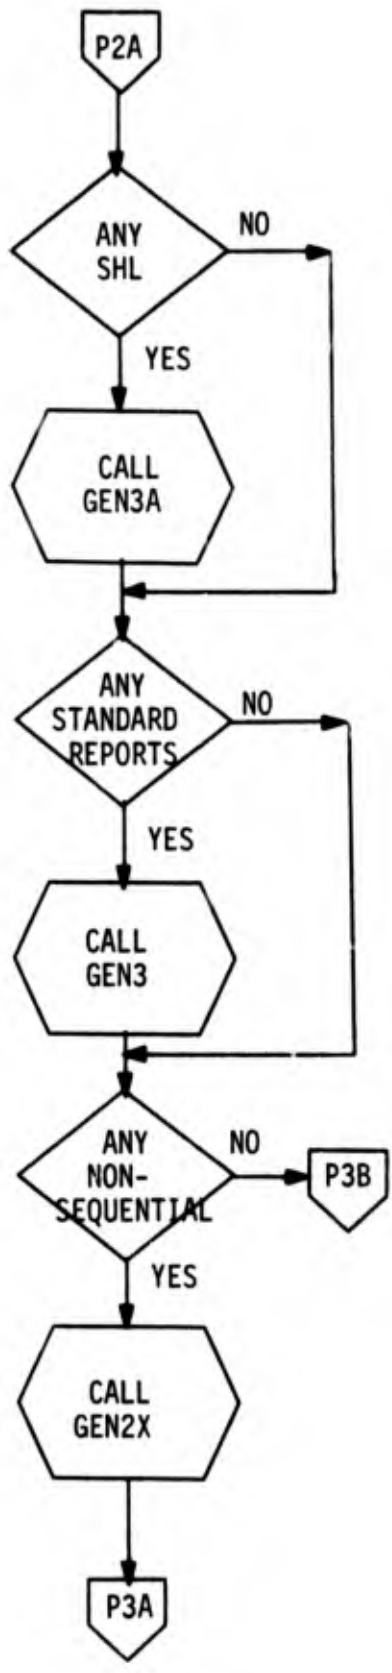 P2A
ANY
SHL
NO
YES
CALL
GEN3A
ANY
STANDARD
REPORTS
NO
YES
CALL
GEN3
ANY
NON-
SEQUENTIAL
NO
P3B
YES
CALL
GEN2X
P3A